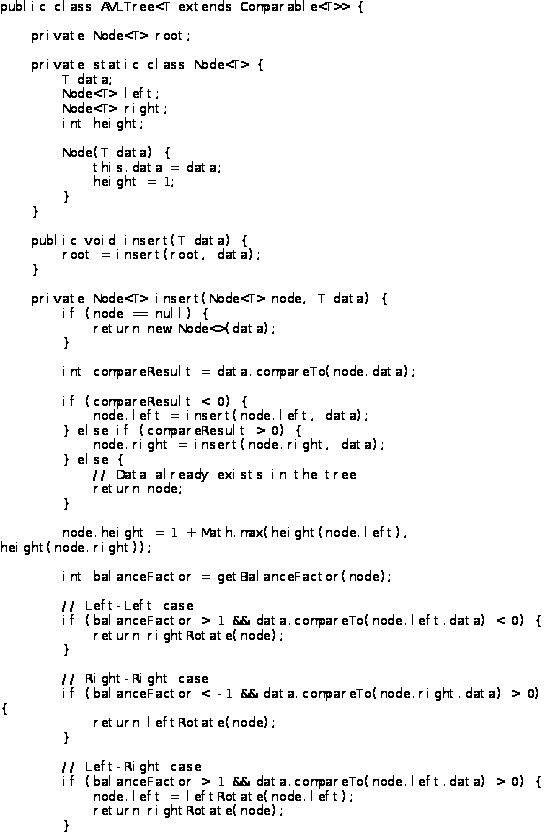 public class AVLTree<T extends Comparable<T>> {
private Node<T> root;
private static class Node<T> {
T data;
Node<T> left;
Node<T> right;
int height;
Node(T data) {
this.data = data;
height = 1;
}
}
public void insert(T data) {
root = insert(root, data);
}
private Node<T> insert(Node<T> node, T data) {
if (node == null) {
return new Node<>(data);
}
int compareResult = data.compareTo(node.data);
if (compareResult < 0) {
node.left = insert(node.left, data);
} else if (compareResult > 0) {
node.right = insert(node.right, data);
} else {
// Data already exists in the tree
return node;
}
node.height = 1 + Math.max(height(node.left),
height(node.right));
int balanceFactor = getBalanceFactor(node);
// Left-Left case
if (balanceFactor > 1 && data.compareTo(node.left.data) < 0) {
return rightRotate(node);
}
// Right-Right case
if (balanceFactor < -1 && data.compareTo(node.right.data) > 0)
{
return leftRotate(node);
}
// Left-Right case
if (balanceFactor > 1 && data.compareTo(node.left.data) > 0) {
node.left = leftRotate(node.left);
return rightRotate(node);
}